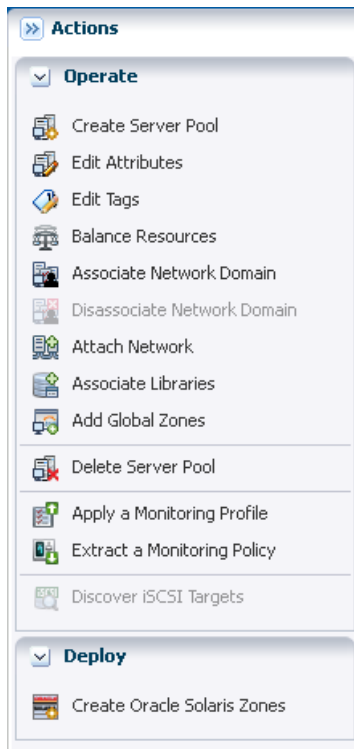 Actions
Operate
Create Server Pool
Edit Attributes
Edit Tags
Balance Resources
Associate Network Domain
Disassociate Network Domain
Attach Network
Associate Libraries
Add Global Zones
Delete Server Pool
Apply a Monitoring Profile
Extract a Monitoring Policy
Discover iSCSI Targets
Deploy
Create Oracle Solaris Zones